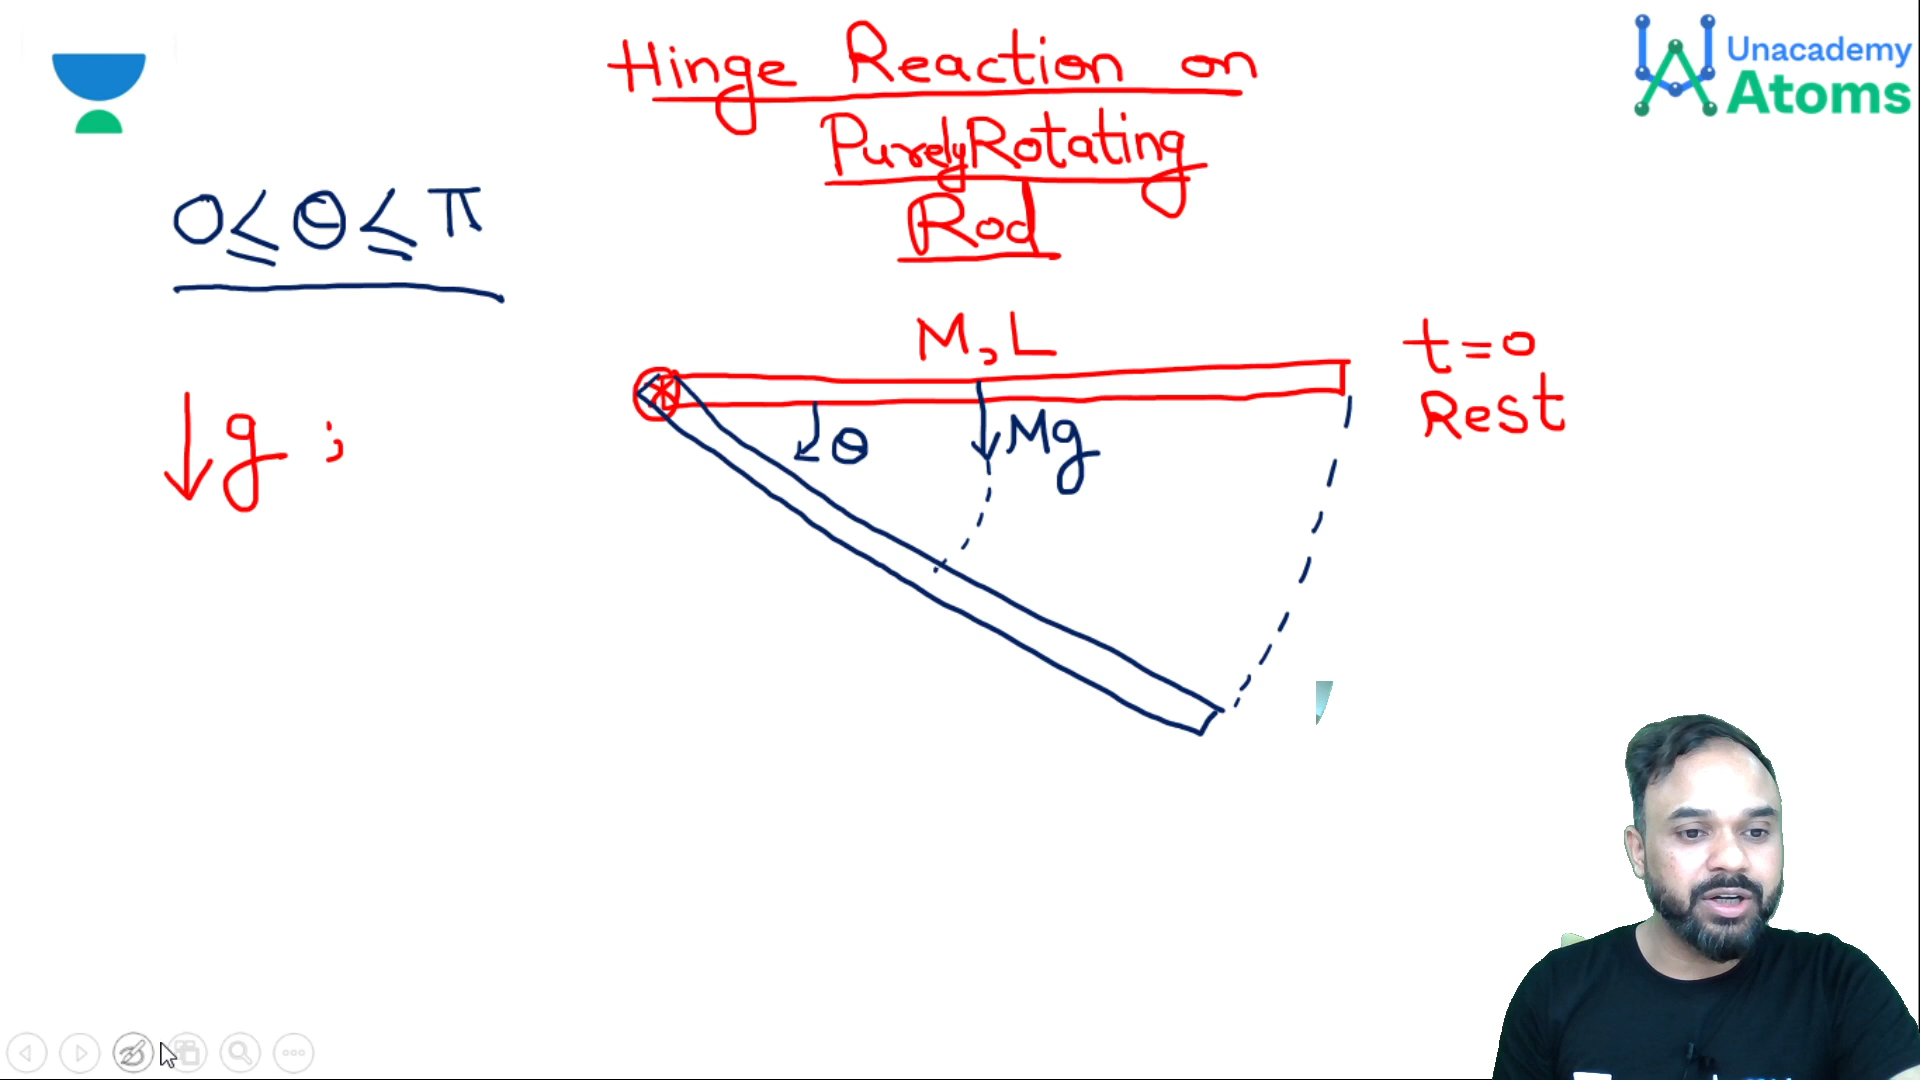 Hinge Reaction on
Purely Rotating
Rod
Unacademy
Atoms
0 ≤ θ ≤ π
M, L
t=0
Rest
↓g ;
θ
Mg